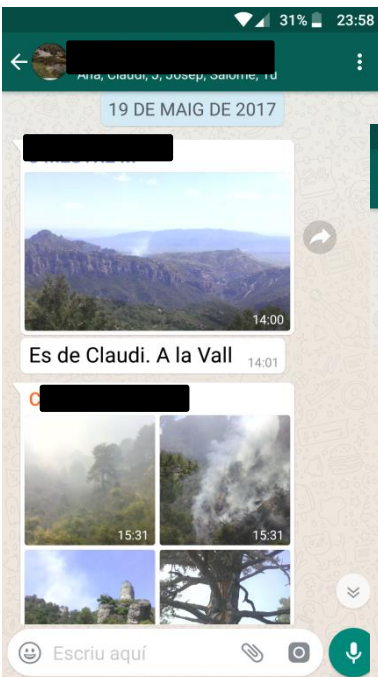 31% 23:58
Ana, Claudi, J, Josep, Salomé, Tú
19 DE MAIG DE 2017
14:00
Es de Claudi. A la Vall 14:01
C
15:31 15:31
Escriu aquí